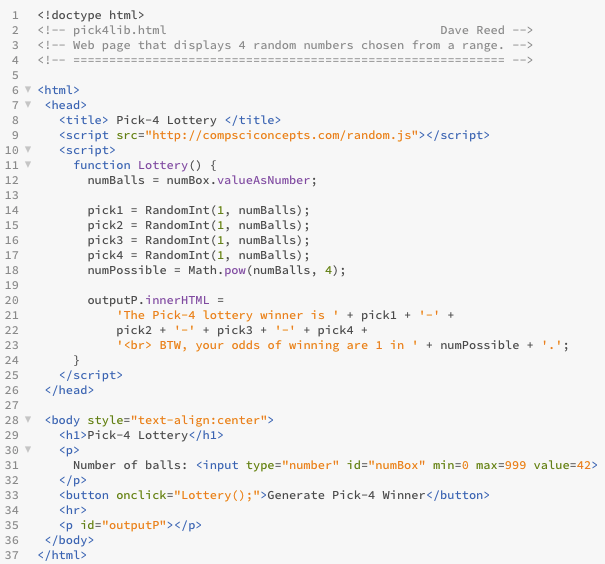 1 <!doctype html>
2 <!-- pick4lib.html Dave Reed -->
3 <!-- Web page that displays 4 random numbers chosen from a range. -->
4 <!-- =========================================================== -->
5
6 <html>
7 <head>
8 <title> Pick-4 Lottery </title>
9 <script src="http://compsciconcepts.com/random.js"></script>
10 <script>
11 function Lottery() {
12 numBalls = numBox.valueAsNumber;
13
14 pick1 = RandomInt(1, numBalls);
15 pick2 = RandomInt(1, numBalls);
16 pick3 = RandomInt(1, numBalls);
17 pick4 = RandomInt(1, numBalls);
18 numPossible = Math.pow(numBalls, 4);
19
20 outputP.innerHTML =
21 'The Pick-4 lottery winner is ' + pick1 + '-' +
22 pick2 + '-' + pick3 + '-' + pick4 +
23 '<br> BTW, your odds of winning are 1 in ' + numPossible + '.';
24 }
25 </script>
26 </head>
27
28 <body style="text-align:center">
29 <h1>Pick-4 Lottery</h1>
30 <p>
31 Number of balls: <input type="number" id="numBox" min=0 max=999 value=42>
32 </p>
33 <button onclick="Lottery();">Generate Pick-4 Winner</button>
34 <hr>
35 <p id="outputP"></p>
36 </body>
37 </html>